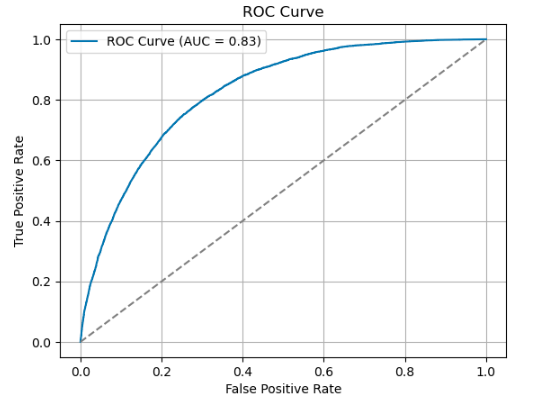 ROC Curve
ROC Curve (AUC = 0.83)
True Positive Rate
1.0
0.8
0.6
0.4
0.2
0.0
0.0 0.2 0.4 0.6 0.8 1.0
False Positive Rate